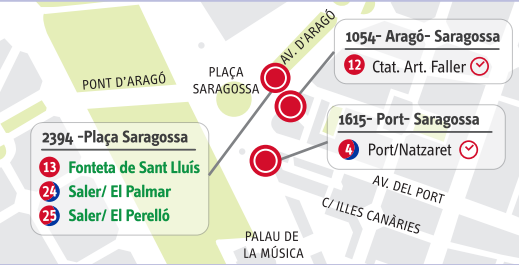 PONT D'ARAGÓ
PLAÇA
SARAGOSSA
AV. D'ARAGÓ
1054- Aragó- Saragossa
12 Ctat. Art. Faller
1615- Port- Saragossa
4 Port/Natzaret
2394 -Plaça Saragossa
13 Fonteta de Sant Lluís
24 Saler/ El Palmar
25 Saler/ El Perelló
AV. DEL PORT
C/ ILLES CANÀRIES
PALAU DE
LA MÚSICA